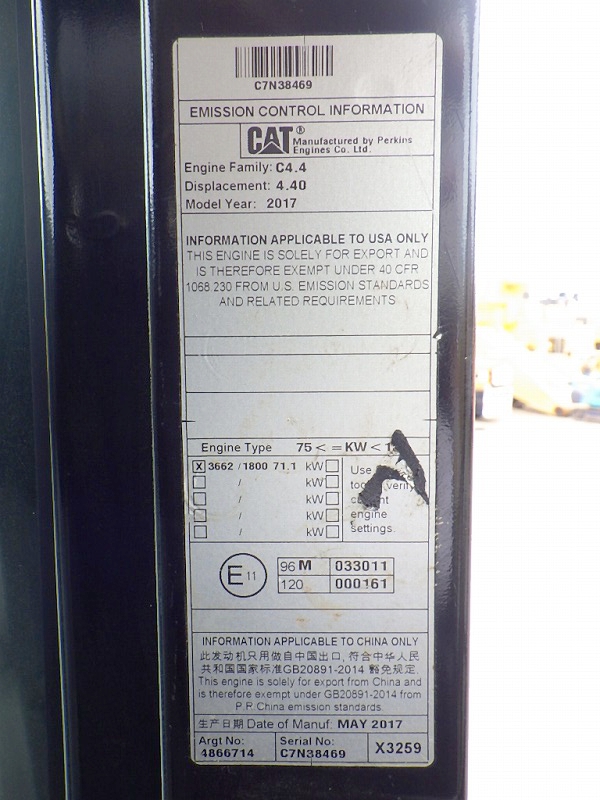 C7N38469
EMISSION CONTROL INFORMATION
CAT® Manufactured by Perkins
Engines Co. Ltd.
Engine Family: C4.4
Displacement: 4.40
Model Year: 2017
INFORMATION APPLICABLE TO USA ONLY
THIS ENGINE IS SOLELY FOR EXPORT AND
IS THEREFORE EXEMPT UNDER 40 CFR
1068.230 FROM U.S. EMISSION STANDARDS
AND RELATED REQUIREMENTS
Engine Type 75 < = KW < 1
X 3662 / 1800 71.1 kW Use
/ kW verify
/ kW
/ kW engine
/ kW settings.
E 11 96 M 033011
120 000161
INFORMATION APPLICABLE TO CHINA ONLY
此发动机只用做自中国出口, 符合中华人民
共和国国家标准GB20891-2014 豁免规定.
This engine is solely for export from China and
is therefore exempt under GB20891-2014 from
P.R.China emission standards.
生产日期 Date of Manuf: MAY 2017
Argt No: Serial No: X3259
4866714 C7N38469